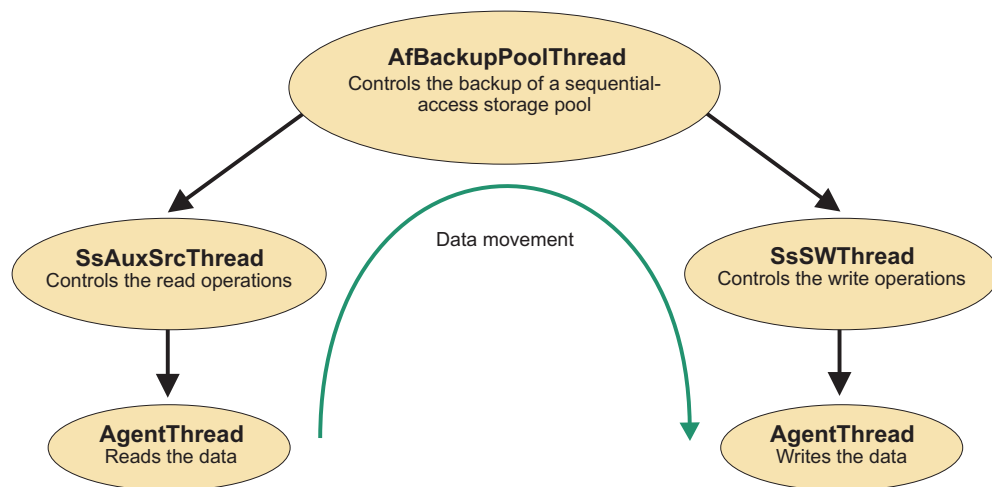 AfBackupPoolThread
Controls the backup of a sequential-
access storage pool
Data movement
SsAuxSrcThread
Controls the read operations
SsSWThread
Controls the write operations
AgentThread
Reads the data
AgentThread
Writes the data